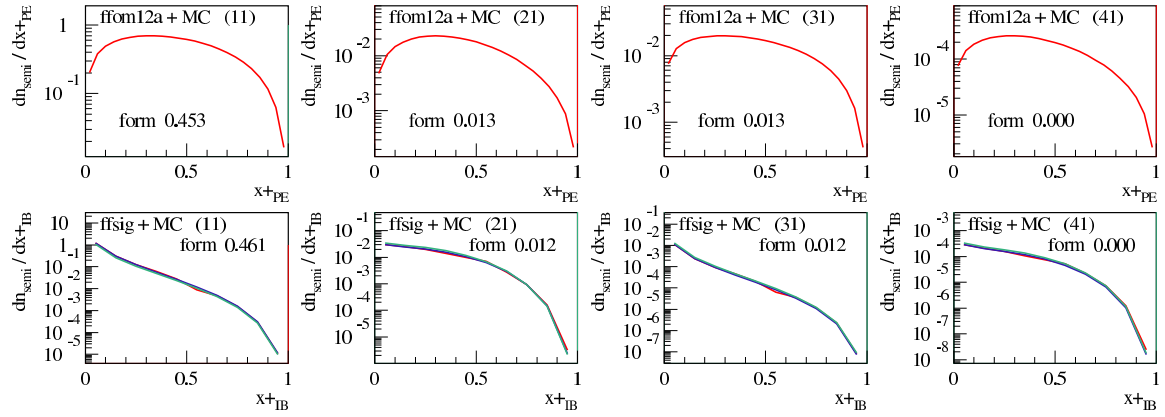 ffom12a + MC (11)
dn_semi / dx+_PE
1
10^-1
form 0.453
0 0.5 1
x+_PE
ffom12a + MC (21)
dn_semi / dx+_PE
10^-2
10^-3
form 0.013
0 0.5 1
x+_PE
ffom12a + MC (31)
dn_semi / dx+_PE
10^-2
10^-3
form 0.013
0 0.5 1
x+_PE
ffom12a + MC (41)
dn_semi / dx+_PE
10^-4
10^-5
form 0.000
0 0.5 1
x+_PE
ffsig + MC (11)
form 0.461
dn_semi / dx+_IB
10
1
10^-1
10^-2
10^-3
10^-4
10^-5
0 0.5 1
x+_IB
ffsig + MC (21)
form 0.012
dn_semi / dx+_IB
10^-1
10^-2
10^-3
10^-4
10^-5
10^-6
0 0.5 1
x+_IB
ffsig + MC (31)
form 0.012
dn_semi / dx+_IB
10^-1
10^-2
10^-3
10^-4
10^-5
10^-6
10^-7
0 0.5 1
x+_IB
ffsig + MC (41)
form 0.000
dn_semi / dx+_IB
10^-3
10^-4
10^-5
10^-6
10^-7
10^-8
0 0.5 1
x+_IB